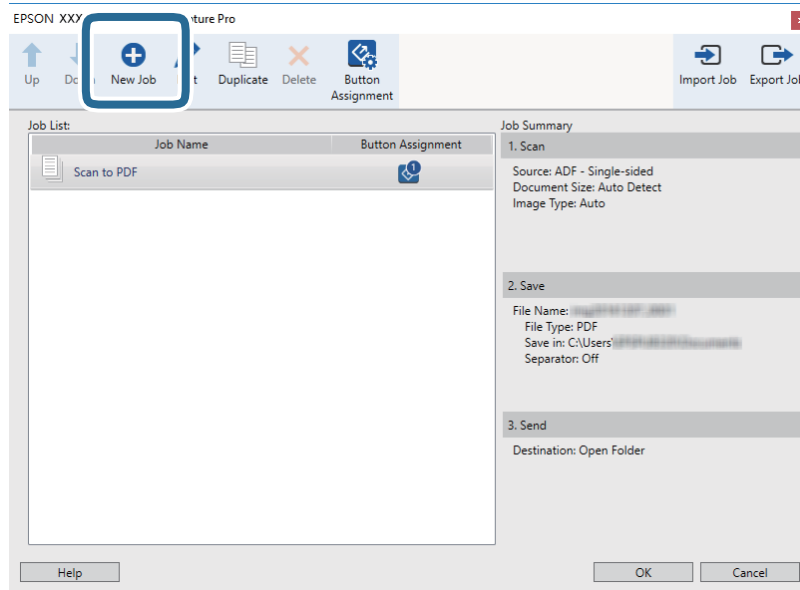 EPSON XXX ture Pro
Up Do n New Job t Duplicate Delete Button Assignment Import Job Export Job
Job List:
Job Name Button Assignment
Scan to PDF 1
Job Summary
1. Scan
Source: ADF - Single-sided
Document Size: Auto Detect
Image Type: Auto
2. Save
File Name:
File Type: PDF
Save in: C:\Users\
Separator: Off
3. Send
Destination: Open Folder
Help OK Cancel